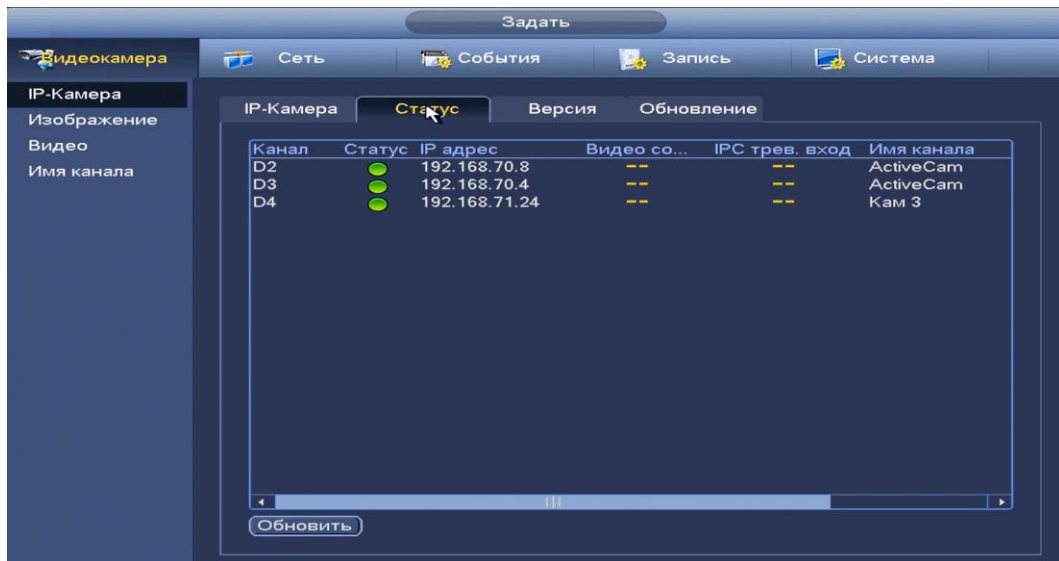 Задать
Видеокамера Сеть События Запись Система
IP-Камера
Изображение
Видео
Имя канала
IP-Камера Статус Версия Обновление
Канал Статус IP адрес Видео со... IPC трев. вход Имя канала
D2 192.168.70.8 -- -- ActiveCam
D3 192.168.70.4 -- -- ActiveCam
D4 192.168.71.24 -- -- Кам 3
Обновить